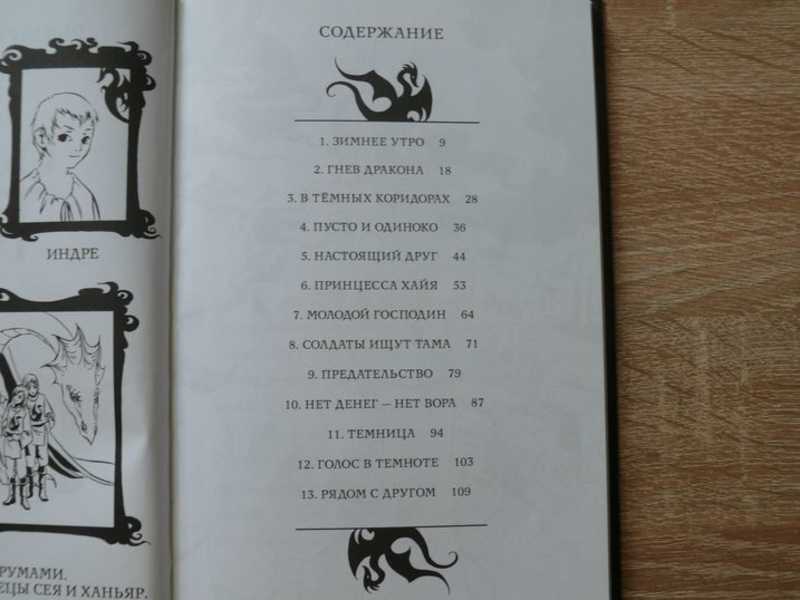 ИНДРЕ
РУМАМИ.
СЕЯ И ХАНЬЯР.
СОДЕРЖАНИЕ
1. ЗИМНЕЕ УТРО 9
2. ГНЕВ ДРАКОНА 18
3. В ТЁМНЫХ КОРИДОРАХ 28
4. ПУСТО И ОДИНОКО 36
5. НАСТОЯЩИЙ ДРУГ 44
6. ПРИНЦЕССА ХАЙЯ 53
7. МОЛОДОЙ ГОСПОДИН 64
8. СОЛДАТЫ ИЩУТ ТАМА 71
9. ПРЕДАТЕЛЬСТВО 79
10. НЕТ ДЕНЕГ — НЕТ ВОРА 87
11. ТЕМНИЦА 94
12. ГОЛОС В ТЕМНОТЕ 103
13. РЯДОМ С ДРУГОМ 109